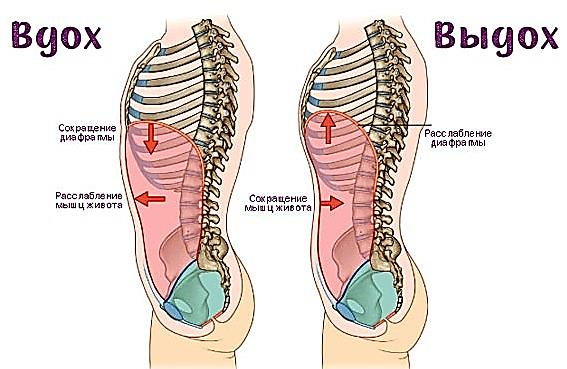 Вдох
Выдох
Сокращение
диафрагмы
Расслабление
диафрагмы
Расслабление
мышц живота
Сокращение
мышц живота